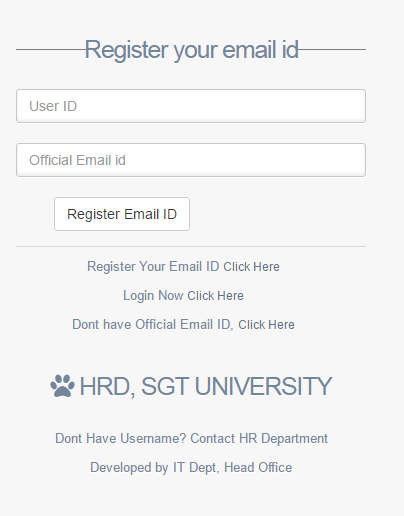 Register your email id
User ID
Official Email id
Register Email ID
Register Your Email ID Click Here
Login Now Click Here
Dont have Official Email ID, Click Here
HRD, SGT UNIVERSITY
Dont Have Username? Contact HR Department
Developed by IT Dept, Head Office